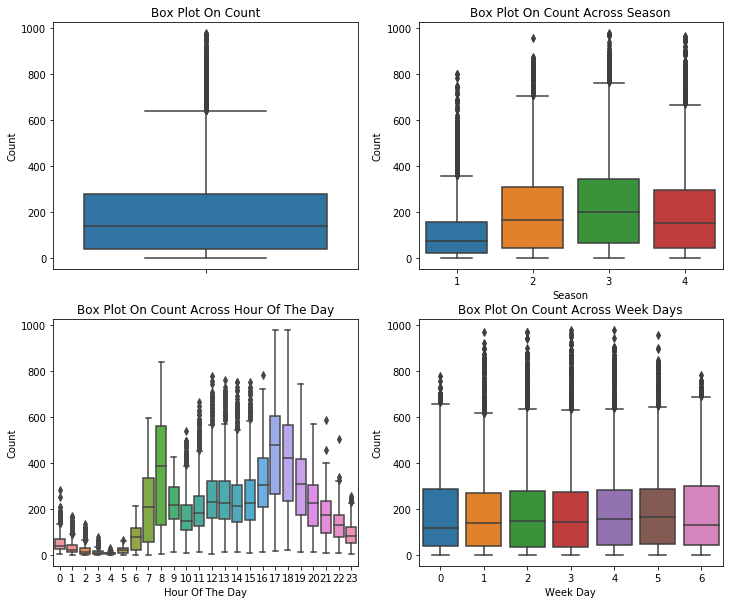 Box Plot On Count
1000
800
600
400
200
0
Count
Box Plot On Count Across Season
1000
800
600
400
200
0
Count
1 2 3 4
Season
Box Plot On Count Across Hour Of The Day
1000
800
600
400
200
0
Count
0 1 2 3 4 5 6 7 8 9 10 11 12 13 14 15 16 17 18 19 20 21 22 23
Hour Of The Day
Box Plot On Count Across Week Days
1000
800
600
400
200
0
Count
0 1 2 3 4 5 6
Week Day